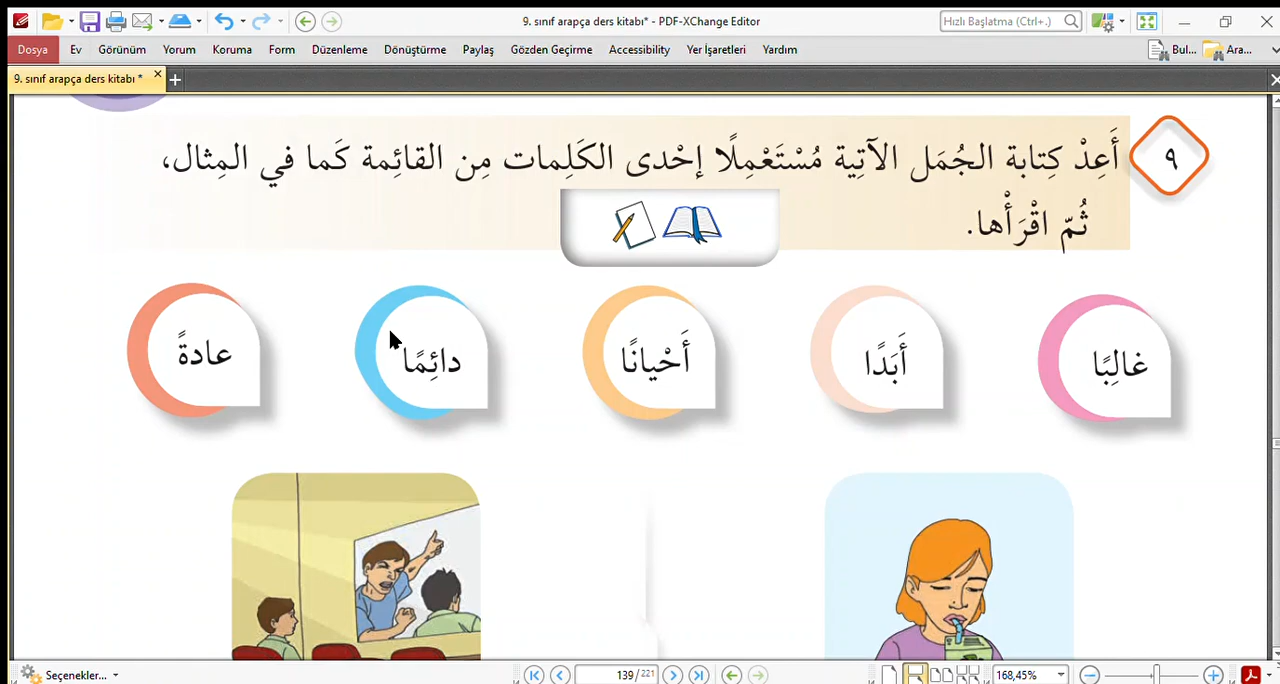 9. sınıf arapça ders kitabı* - PDF-XChange Editor
Hızlı Başlatma (Ctrl+.)
Dosya Ev Görünüm Yorum Koruma Form Düzenleme Dönüştürme Paylaş Gözden Geçirme Accessibility Yer İşaretleri Yardım Bul... Ara...
9. sınıf arapça ders kitabı *
٩ أَعِدْ كِتابة الجُمَل الآتِية مُسْتَعْمِلًا إحْدى الكَلِمات مِن القائِمة كَما في المِثال،
ثُمّ اقْرَأْها.
غالِبًا أَبَدًا أَحْيانًا دائِمًا عادةً
Seçenekler... 139 / 221 168,45%